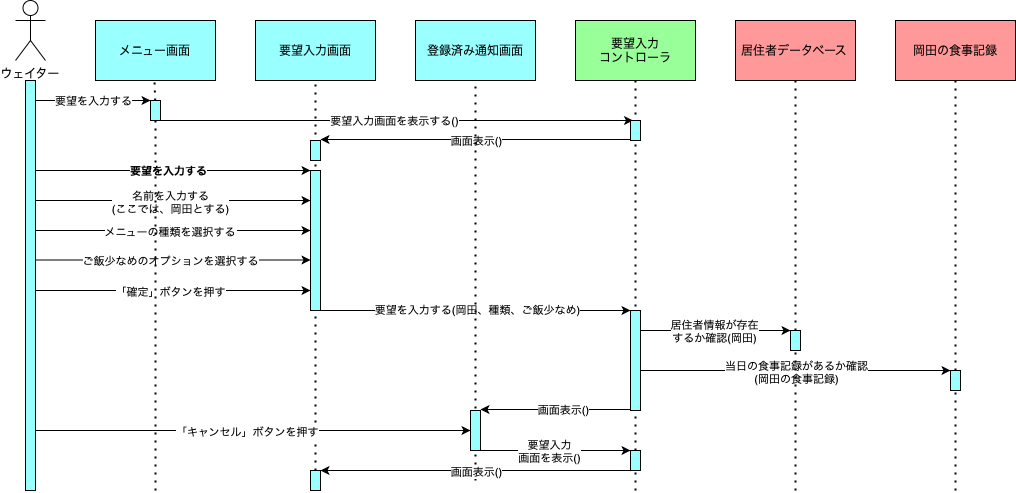 ウェイター
メニュー画面
要望入力画面
登録済み通知画面
要望入力
コントローラ
居住者データベース
岡田の食事記録
要望を入力する
要望入力画面を表示する()
画面表示()
要望を入力する
名前を入力する
(ここでは、岡田とする)
メニューの種類を選択する
ご飯少なめのオプションを選択する
「確定」ボタンを押す
要望を入力する(岡田、種類、ご飯少なめ)
居住者情報が存在
するか確認(岡田)
当日の食事記録があるか確認
(岡田の食事記録)
画面表示()
「キャンセル」ボタンを押す
要望入力
画面を表示()
画面表示()